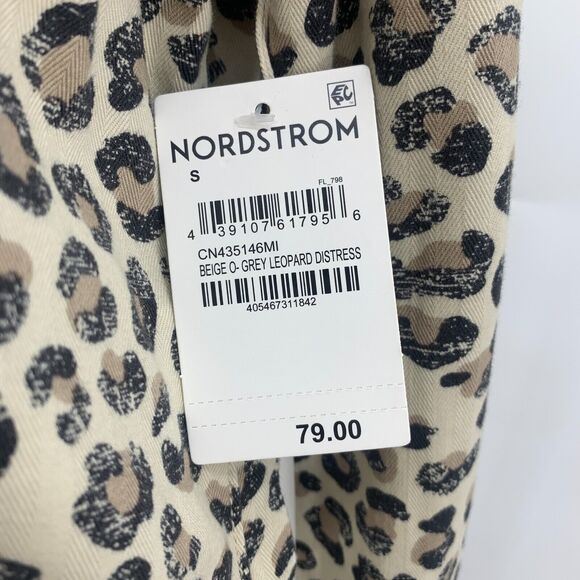 NORDSTROM
S
FL_798
4 39107 61795 6
CN435146MI
BEIGE O- GREY LEOPARD DISTRESS
405467311842
79.00